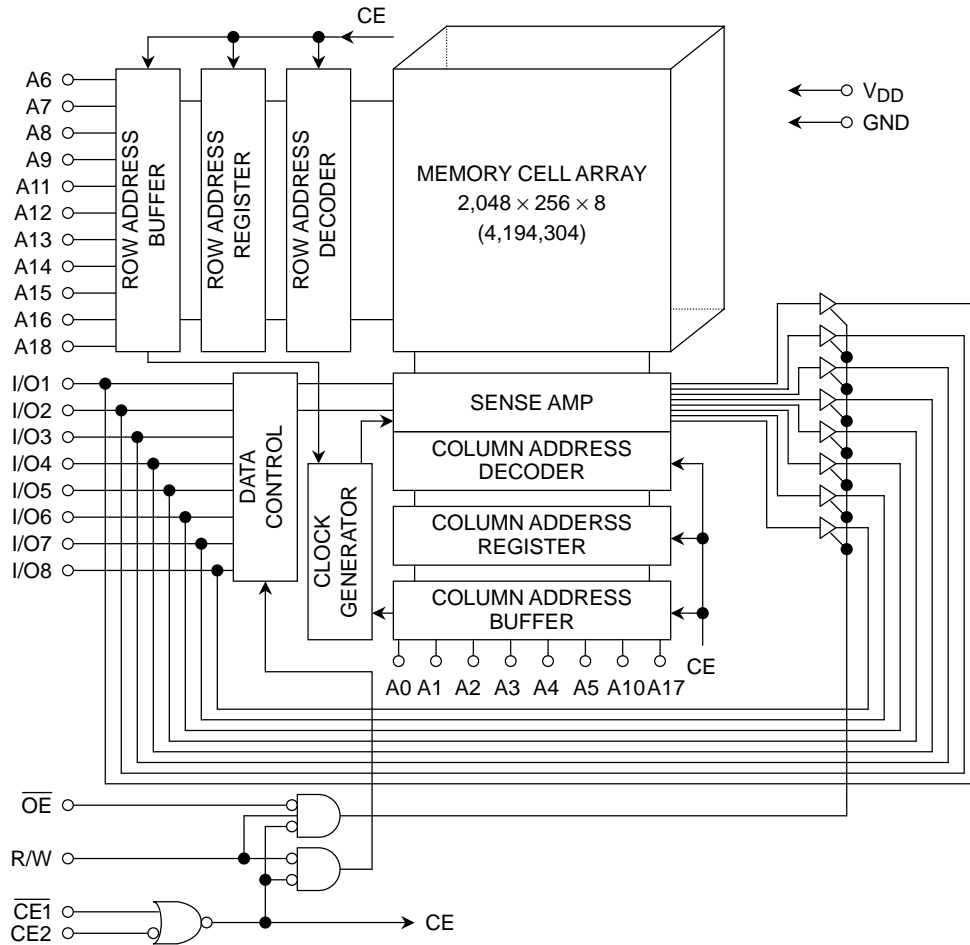 CE
A6
A7
A8
A9
A11
A12
A13
A14
A15
A16
A18
ROW ADDRESS
BUFFER
ROW ADDRESS
REGISTER
ROW ADDRESS
DECODER
MEMORY CELL ARRAY
2,048 × 256 × 8
(4,194,304)
VDD
GND
I/O1
I/O2
I/O3
I/O4
I/O5
I/O6
I/O7
I/O8
DATA
CONTROL
CLOCK
GENERATOR
SENSE AMP
COLUMN ADDRESS
DECODER
COLUMN ADDERSS
REGISTER
COLUMN ADDRESS
BUFFER
CE
A0 A1 A2 A3 A4 A5 A10 A17
O̅E̅
R/W
C̅E̅1̅
CE2
CE